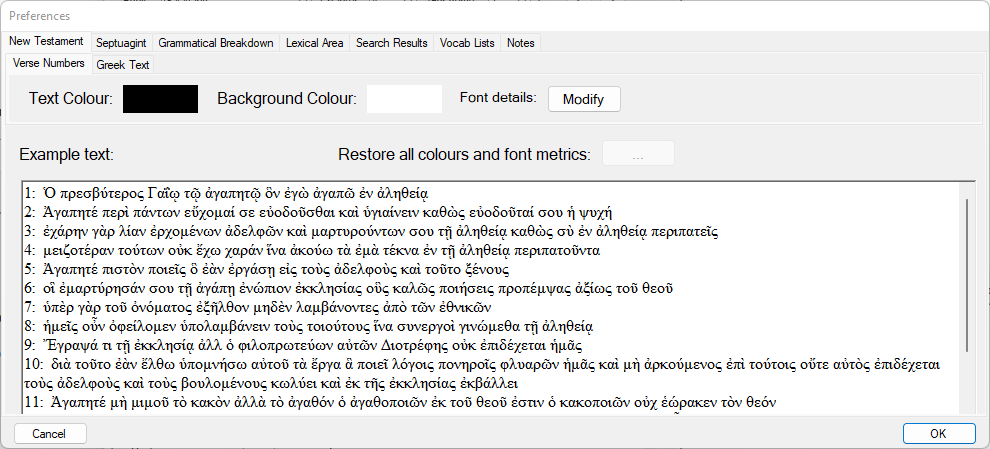 Preferences
New Testament Septuagint Grammatical Breakdown Lexical Area Search Results Vocab Lists Notes
Verse Numbers Greek Text
Text Colour: Background Colour: Font details: Modify
Example text: Restore all colours and font metrics: ...
1: Ὁ πρεσβύτερος Γαΐῳ τῷ ἀγαπητῷ ὃν ἐγὼ ἀγαπῶ ἐν ἀληθείᾳ
2: Ἀγαπητέ περὶ πάντων εὔχομαί σε εὐοδοῦσθαι καὶ ὑγιαίνειν καθὼς εὐοδοῦταί σου ἡ ψυχή
3: ἐχάρην γὰρ λίαν ἐρχομένων ἀδελφῶν καὶ μαρτυρούντων σου τῇ ἀληθείᾳ καθὼς σὺ ἐν ἀληθείᾳ περιπατεῖς
4: μειζοτέραν τούτων οὐκ ἔχω χαράν ἵνα ἀκούω τὰ ἐμὰ τέκνα ἐν τῇ ἀληθείᾳ περιπατοῦντα
5: Ἀγαπητέ πιστὸν ποιεῖς ὃ ἐὰν ἐργάσῃ εἰς τοὺς ἀδελφοὺς καὶ τοῦτο ξένους
6: οἳ ἐμαρτύρησάν σου τῇ ἀγάπῃ ἐνώπιον ἐκκλησίας οὓς καλῶς ποιήσεις προπέμψας ἀξίως τοῦ θεοῦ
7: ὑπὲρ γὰρ τοῦ ὀνόματος ἐξῆλθον μηδὲν λαμβάνοντες ἀπὸ τῶν ἐθνικῶν
8: ἡμεῖς οὖν ὀφείλομεν ὑπολαμβάνειν τοὺς τοιούτους ἵνα συνεργοὶ γινώμεθα τῇ ἀληθείᾳ
9: Ἔγραψά τι τῇ ἐκκλησίᾳ ἀλλ ὁ φιλοπρωτεύων αὐτῶν Διοτρέφης οὐκ ἐπιδέχεται ἡμᾶς
10: διὰ τοῦτο ἐὰν ἔλθω ὑπομνήσω αὐτοῦ τὰ ἔργα ἃ ποιεῖ λόγοις πονηροῖς φλυαρῶν ἡμᾶς καὶ μὴ ἀρκούμενος ἐπὶ τούτοις οὔτε αὐτὸς ἐπιδέχεται
τοὺς ἀδελφοὺς καὶ τοὺς βουλομένους κωλύει καὶ ἐκ τῆς ἐκκλησίας ἐκβάλλει
11: Ἀγαπητέ μὴ μιμοῦ τὸ κακὸν ἀλλὰ τὸ ἀγαθόν ὁ ἀγαθοποιῶν ἐκ τοῦ θεοῦ ἐστιν ὁ κακοποιῶν οὐχ ἑώρακεν τὸν θεόν
Cancel OK